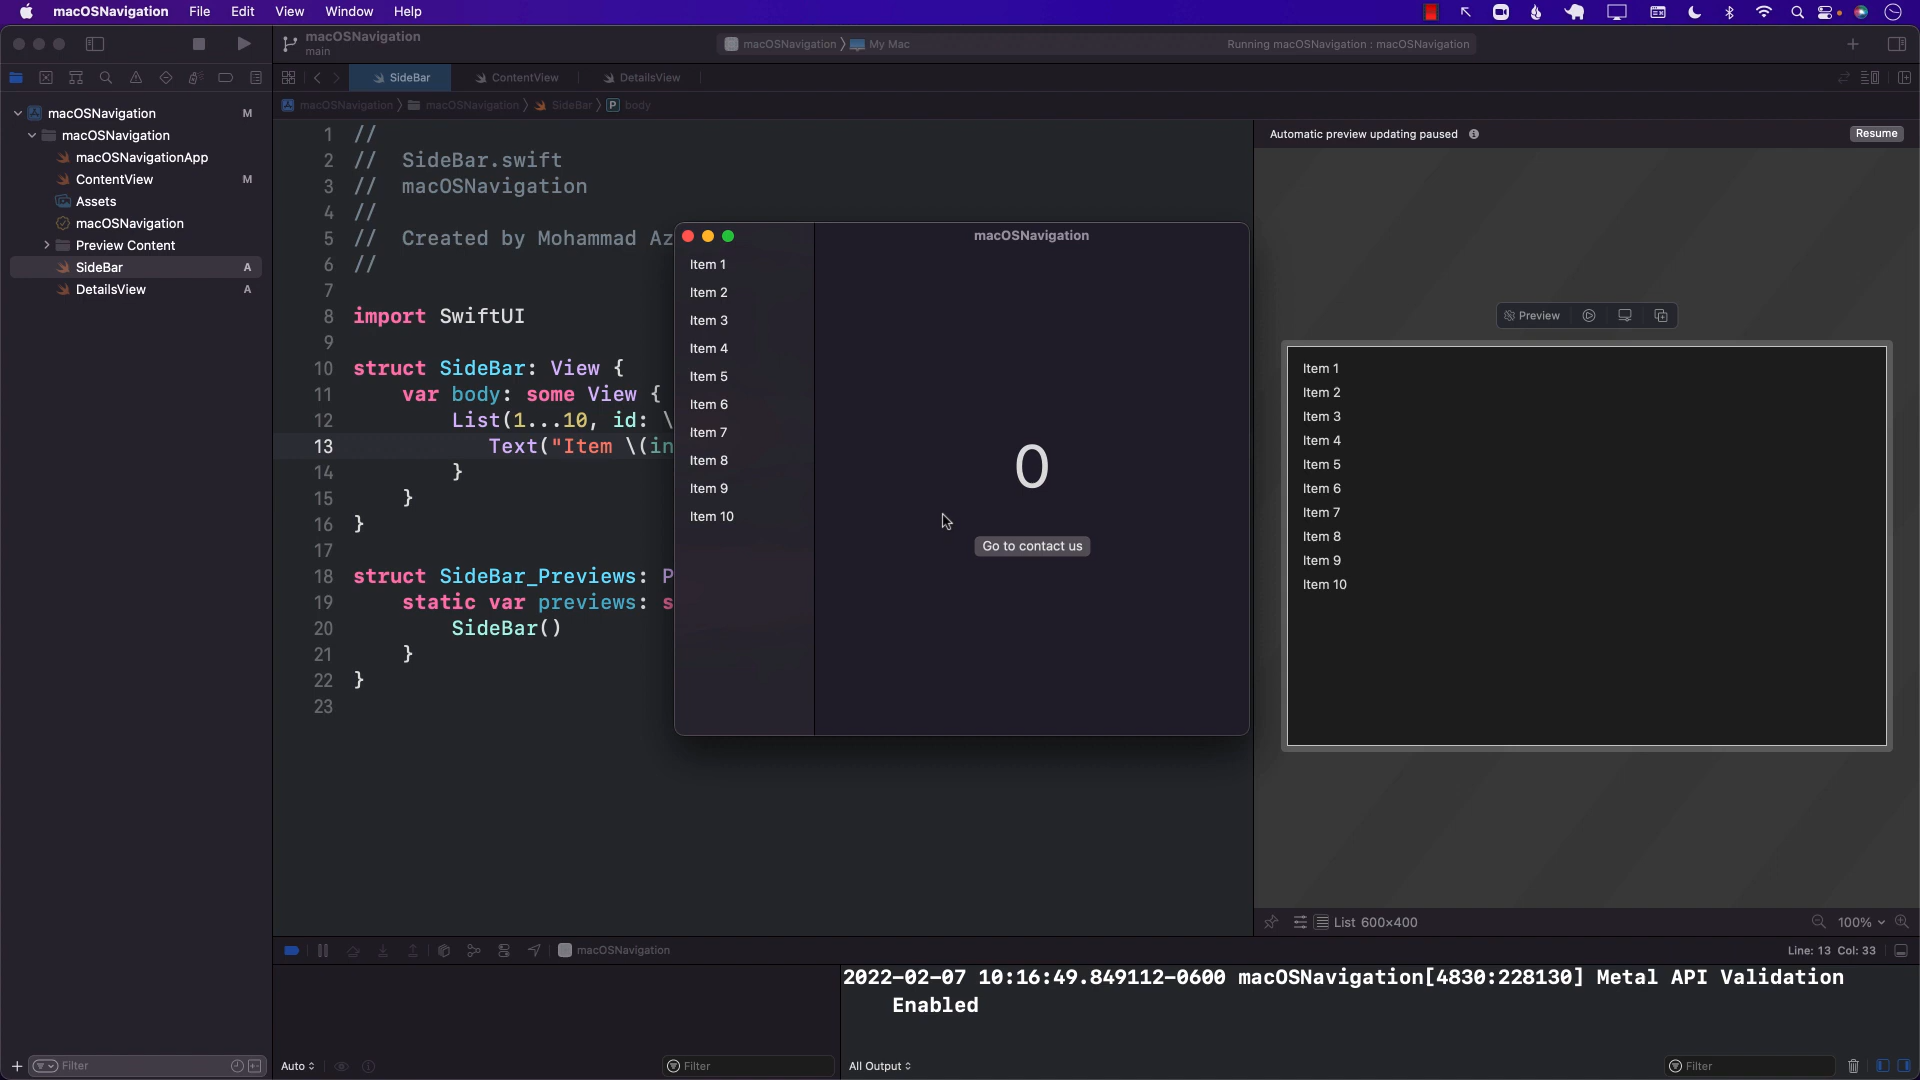 macOSNavigation File Edit View Window Help
macOSNavigation
main
macOSNavigation My Mac
Running macOSNavigation : macOSNavigation
SideBar
ContentView
DetailsView
macOSNavigation macOSNavigation SideBar P body
macOSNavigation M
macOSNavigation
macOSNavigationApp
ContentView M
Assets
macOSNavigation
Preview Content
SideBar A
DetailsView A
Filter
1 //
2 // SideBar.swift
3 // macOSNavigation
4 //
5 // Created by Mohammad Az
6 //
7
8 import SwiftUI
9
10 struct SideBar: View {
11 var body: some View {
12 List(1...10, id: \
13 Text("Item \(in
14 }
15 }
16 }
17
18 struct SideBar_Previews: P
19 static var previews: s
20 SideBar()
21 }
22 }
23
macOSNavigation
Item 1
Item 2
Item 3
Item 4
Item 5
Item 6
Item 7
Item 8
Item 9
Item 10
0
Go to contact us
Automatic preview updating paused
Resume
Preview
Item 1
Item 2
Item 3
Item 4
Item 5
Item 6
Item 7
Item 8
Item 9
Item 10
List 600×400
100%
macOSNavigation
Line: 13 Col: 33
2022-02-07 10:16:49.849112-0600 macOSNavigation[4830:228130] Metal API Validation
Enabled
Auto
Filter
All Output
Filter